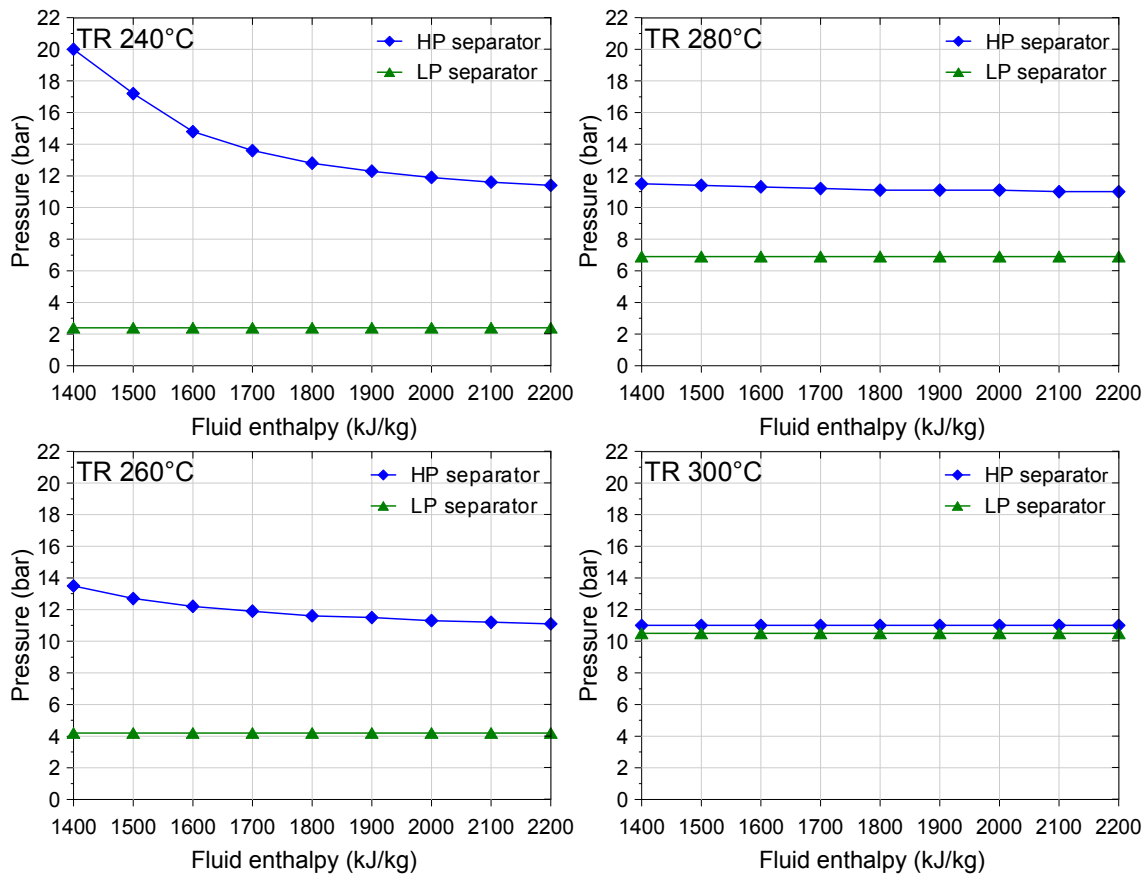 TR 240°C
HP separator
LP separator
22
20
18
16
14
12
10
8
6
4
2
0
Pressure (bar)
1400 1500 1600 1700 1800 1900 2000 2100 2200
Fluid enthalpy (kJ/kg)
TR 280°C
HP separator
LP separator
22
20
18
16
14
12
10
8
6
4
2
0
Pressure (bar)
1400 1500 1600 1700 1800 1900 2000 2100 2200
Fluid enthalpy (kJ/kg)
TR 260°C
HP separator
LP separator
22
20
18
16
14
12
10
8
6
4
2
0
Pressure (bar)
1400 1500 1600 1700 1800 1900 2000 2100 2200
Fluid enthalpy (kJ/kg)
TR 300°C
HP separator
LP separator
22
20
18
16
14
12
10
8
6
4
2
0
Pressure (bar)
1400 1500 1600 1700 1800 1900 2000 2100 2200
Fluid enthalpy (kJ/kg)